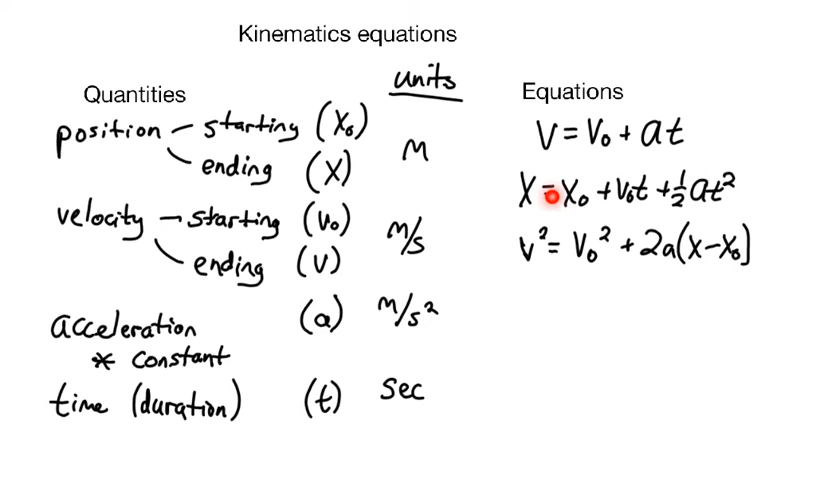 Kinematics equations
Quantities
units
Equations
position – starting (X₀)
ending (X)
M
velocity – starting (V₀)
ending (V)
M/s
acceleration (a) M/s²
* constant
time (duration) (t) sec
V = V₀ + at
X = X₀ + V₀t + ½at²
V² = V₀² + 2a(X–X₀)